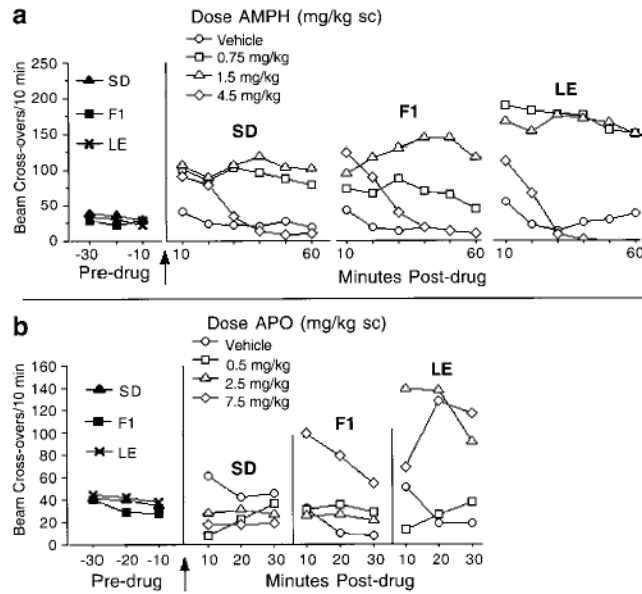 a
Dose AMPH (mg/kg sc)
Vehicle
0.75 mg/kg
1.5 mg/kg
4.5 mg/kg
Beam Cross-overs/10 min
250
200
150
100
50
0
SD
F1
LE
SD
F1
LE
-30 -20 -10
10 60
10 60
10 60
Pre-drug
Minutes Post-drug
b
Dose APO (mg/kg sc)
Vehicle
0.5 mg/kg
2.5 mg/kg
7.5 mg/kg
Beam Cross-overs/10 min
160
140
120
100
80
60
40
20
0
SD
F1
LE
SD
F1
LE
-30 -20 -10
10 20 30
10 20 30
10 20 30
Pre-drug
Minutes Post-drug